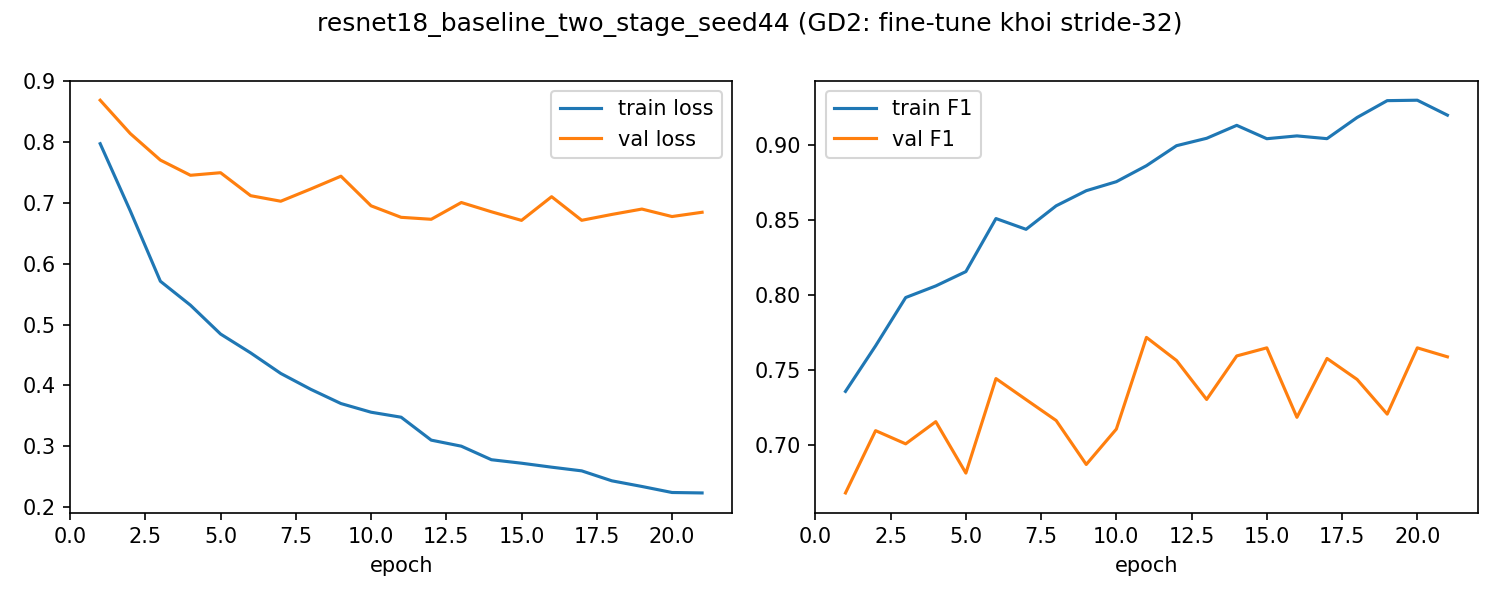 resnet18_baseline_two_stage_seed44 (GD2: fine-tune khoi stride-32)
0.9
0.8
0.7
0.6
0.5
0.4
0.3
0.2
train loss
val loss
0.0 2.5 5.0 7.5 10.0 12.5 15.0 17.5 20.0
epoch
0.90
0.85
0.80
0.75
0.70
train F1
val F1
0.0 2.5 5.0 7.5 10.0 12.5 15.0 17.5 20.0
epoch